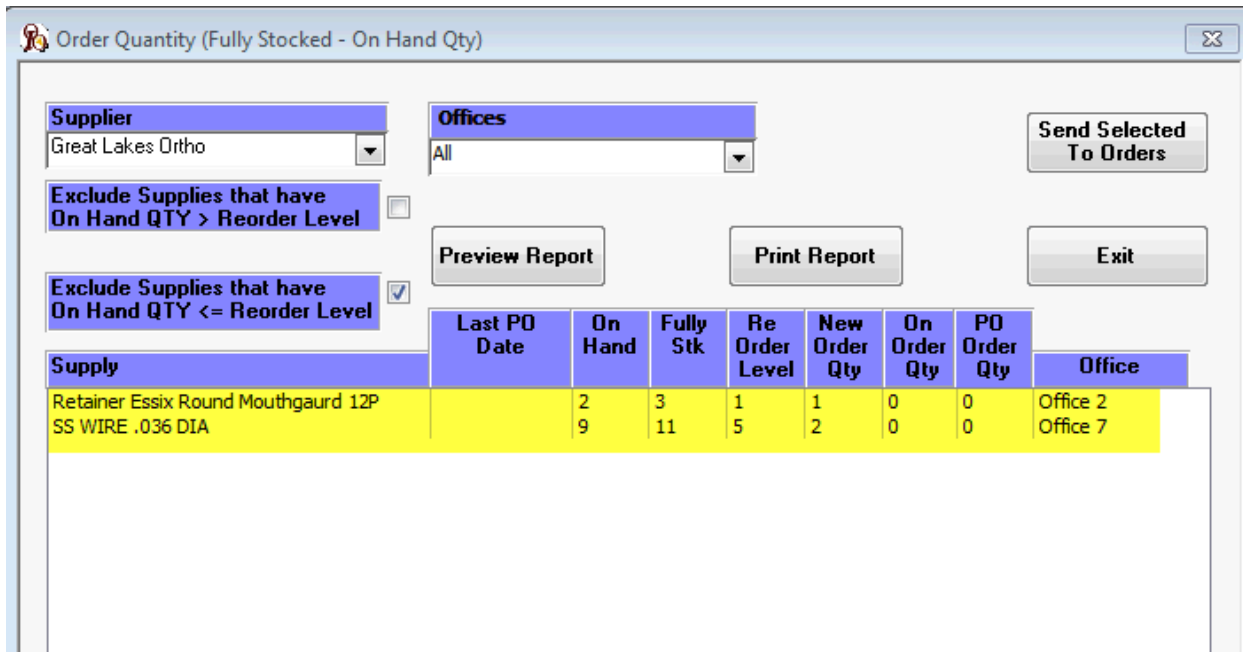 Order Quantity (Fully Stocked - On Hand Qty)
Supplier
Great Lakes Ortho
Offices
All
Send Selected
To Orders
Exclude Supplies that have
On Hand QTY > Reorder Level
Preview Report
Print Report
Exit
Exclude Supplies that have
On Hand QTY <= Reorder Level
Supply
Last PO
Date
On
Hand
Fully
Stk
Re
Order
Level
New
Order
Qty
On
Order
Qty
PO
Order
Qty
Office
Retainer Essix Round Mouthgaurd 12P 2 3 1 1 0 0 Office 2
SS WIRE .036 DIA 9 11 5 2 0 0 Office 7